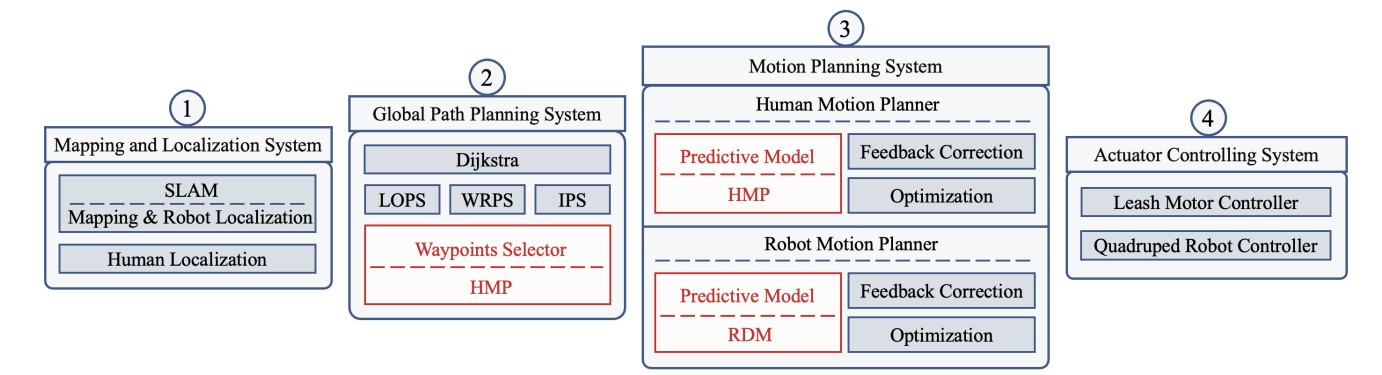 1
Mapping and Localization System
SLAM
Mapping & Robot Localization
Human Localization
2
Global Path Planning System
Dijkstra
LOPS
WRPS
IPS
Waypoints Selector
HMP
3
Motion Planning System
Human Motion Planner
Predictive Model
HMP
Feedback Correction
Optimization
Robot Motion Planner
Predictive Model
RDM
Feedback Correction
Optimization
4
Actuator Controlling System
Leash Motor Controller
Quadruped Robot Controller